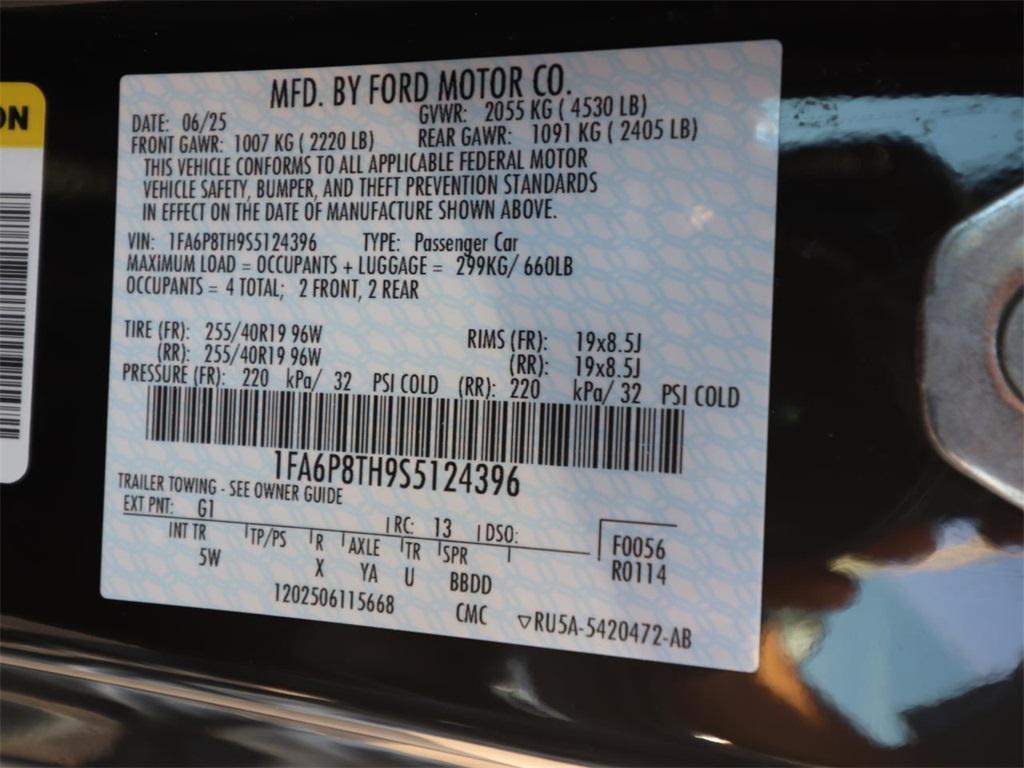 ON
MFD. BY FORD MOTOR CO.
DATE: 06/25 GVWR: 2055 KG ( 4530 LB)
FRONT GAWR: 1007 KG ( 2220 LB) REAR GAWR: 1091 KG ( 2405 LB)
THIS VEHICLE CONFORMS TO ALL APPLICABLE FEDERAL MOTOR
VEHICLE SAFETY, BUMPER, AND THEFT PREVENTION STANDARDS
IN EFFECT ON THE DATE OF MANUFACTURE SHOWN ABOVE.
VIN: 1FA6P8TH9S5124396 TYPE: Passenger Car
MAXIMUM LOAD = OCCUPANTS + LUGGAGE = 299KG/ 660LB
OCCUPANTS = 4 TOTAL; 2 FRONT, 2 REAR
TIRE (FR): 255/40R19 96W RIMS (FR): 19x8.5J
(RR): 255/40R19 96W (RR): 19x8.5J
PRESSURE (FR): 220 kPa/ 32 PSI COLD (RR): 220 kPa/ 32 PSI COLD
1FA6P8TH9S5124396
TRAILER TOWING - SEE OWNER GUIDE
EXT PNT: G1 RC: 13 DSO: F0056
INT TR TP/PS R AXLE TR SPR R0114
5W X YA U BBDD
1202506115668 CMC ▽RU5A-5420472-AB